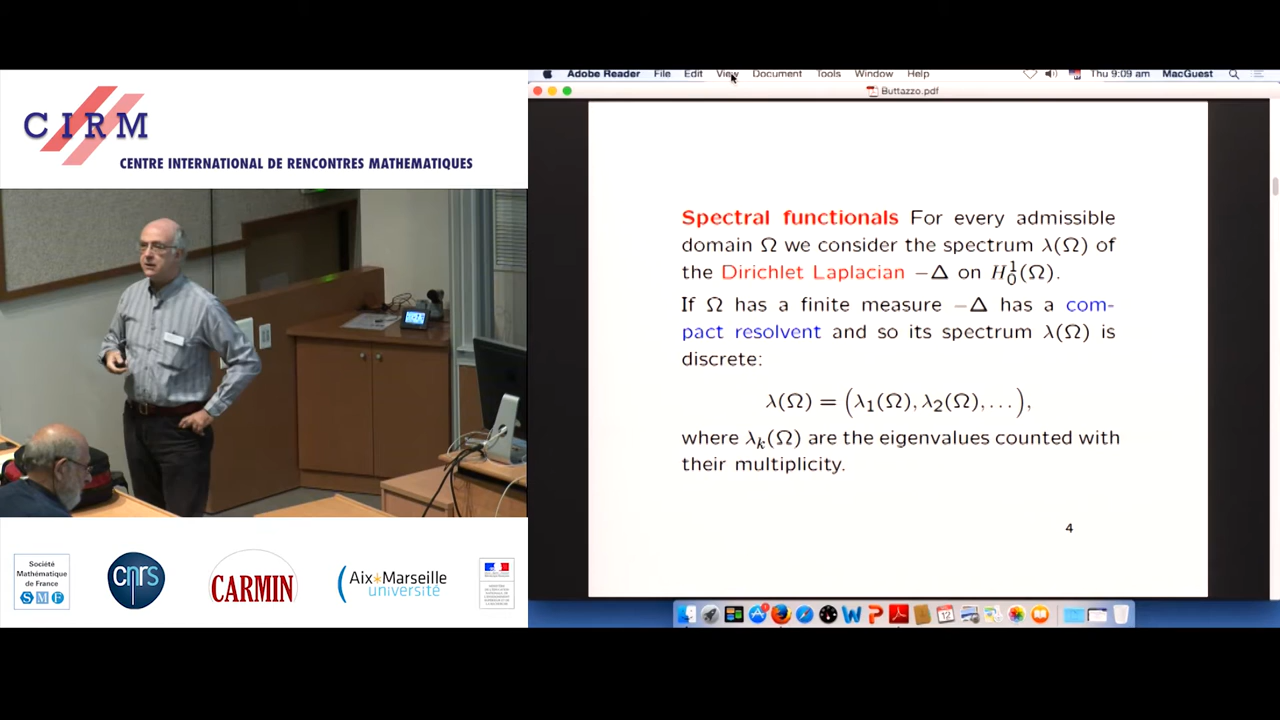 CIRM
CENTRE INTERNATIONAL DE RENCONTRES MATHEMATIQUES
Adobe Reader File Edit View Document Tools Window Help Thu 9:09 am MacGuest
Buttazzo.pdf
Spectral functionals For every admissible
domain Ω we consider the spectrum λ(Ω) of
the Dirichlet Laplacian −Δ on H₀¹(Ω).
If Ω has a finite measure −Δ has a com-
pact resolvent and so its spectrum λ(Ω) is
discrete:
λ(Ω) = (λ₁(Ω), λ₂(Ω), ...),
where λₖ(Ω) are the eigenvalues counted with
their multiplicity.
4
Société
Mathématique
de France
SMF
cnrs
CARMIN
Aix*Marseille
université